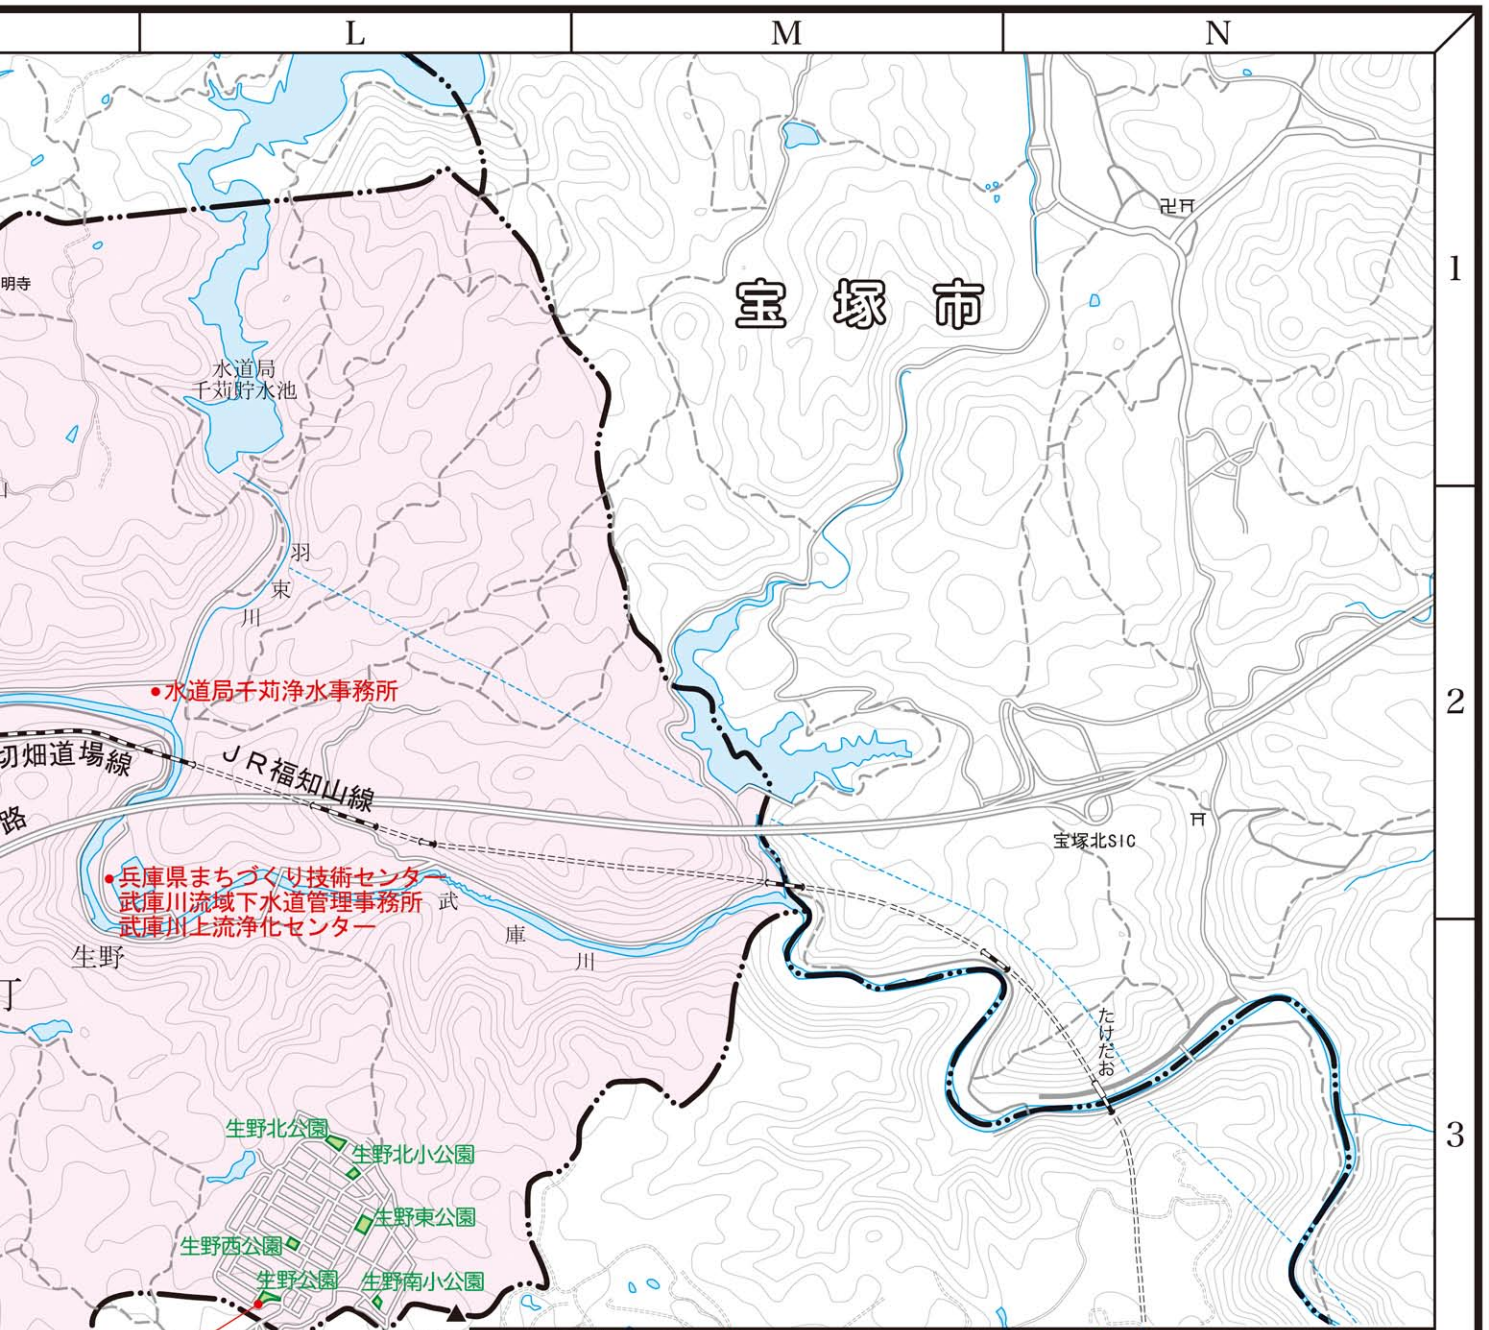 L
M
N
1
2
3
宝塚市
卍
明寺
水道局
千苅貯水池
羽束川
水道局千苅浄水事務所
切畑道場線
JR福知山線
路
宝塚北SIC
兵庫県まちづくり技術センター
武庫川流域下水道管理事務所
武庫川上流浄化センター
武庫川
生野
町
たけだお
生野北公園
生野北小公園
生野東公園
生野西公園
生野公園
生野南小公園